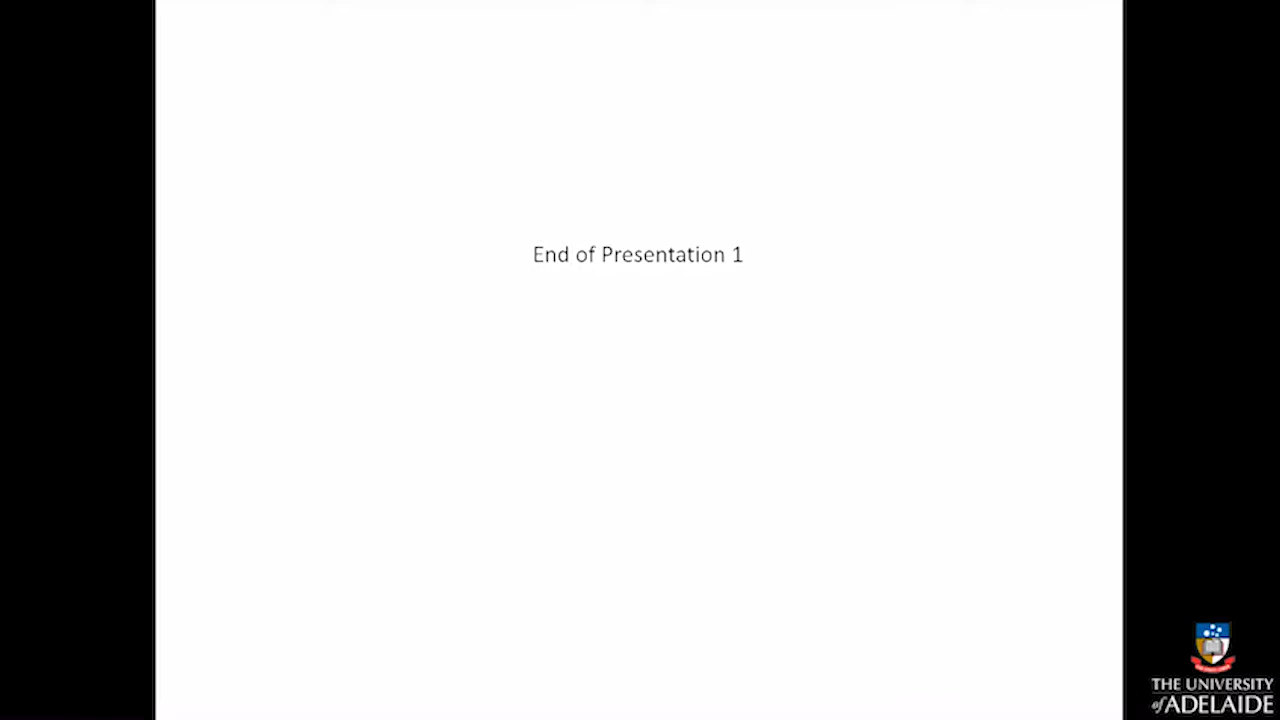 End of Presentation 1
THE UNIVERSITY
of ADELAIDE